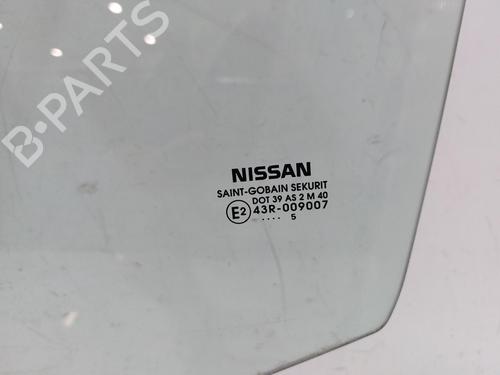 B-PARTS
NISSAN
SAINT-GOBAIN SEKURIT
DOT 39 AS 2 M 40
E2 43R-009007
.... 5